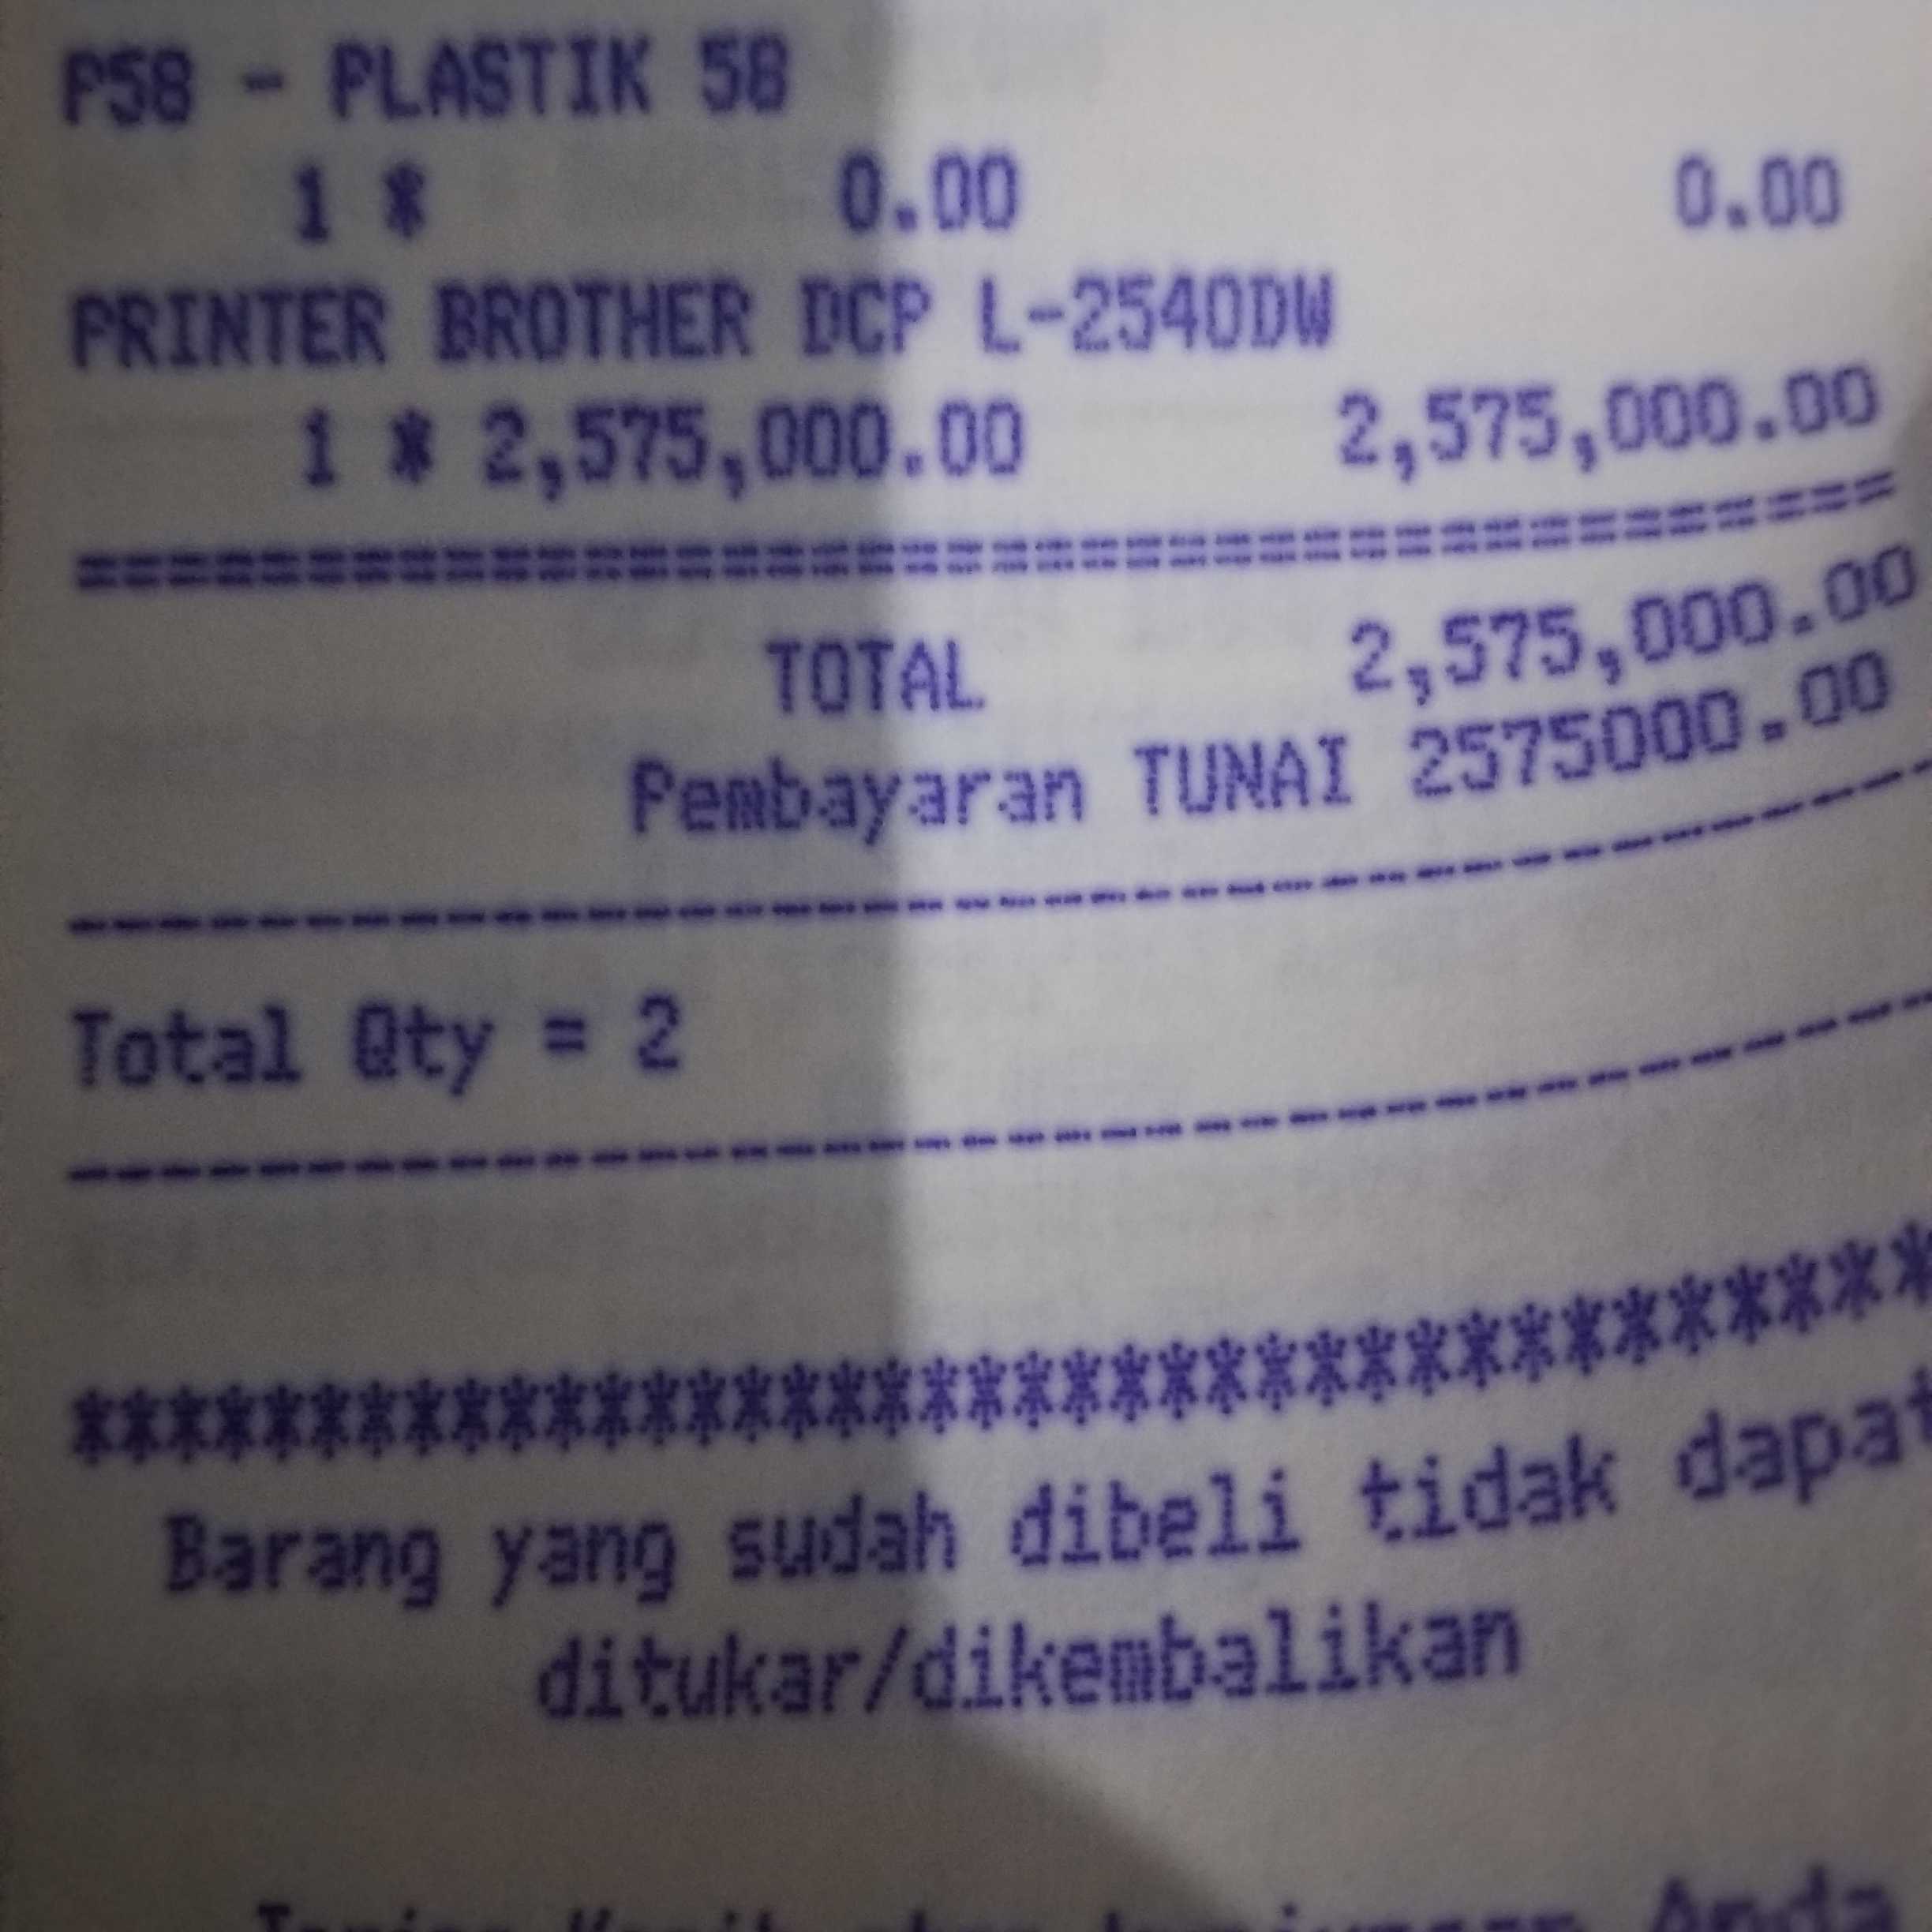 P58 - PLASTIK 58
1 * 0.00 0.00
PRINTER BROTHER DCP L-2540DW
1 * 2,575,000.00 2,575,000.00
========================================
TOTAL 2,575,000.00
Pembayaran TUNAI 2575000.00
----------------------------------------
Total Qty = 2
----------------------------------------
****************************************
Barang yang sudah dibeli tidak dapat
ditukar/dikembalikan
Anda